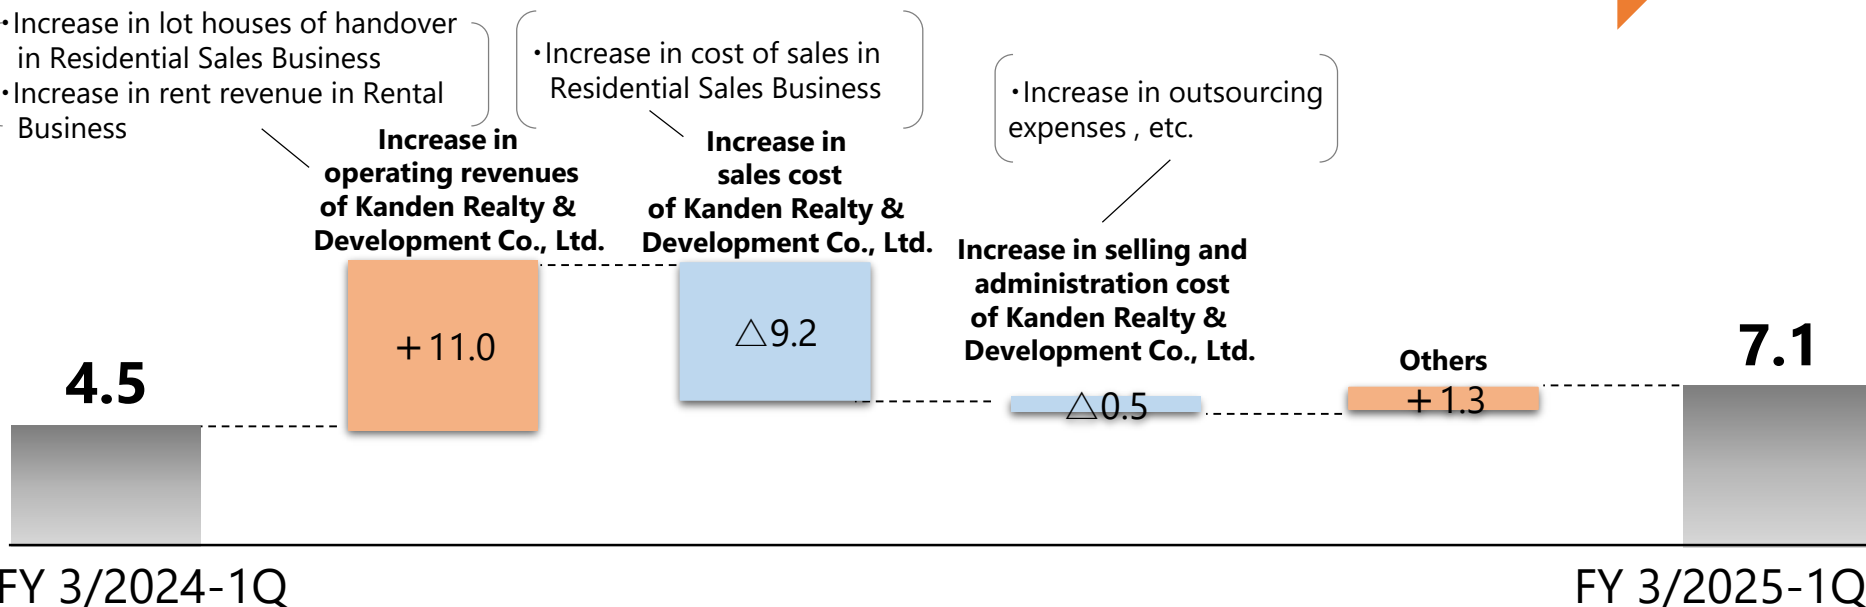 ・Increase in lot houses of handover
in Residential Sales Business
・Increase in rent revenue in Rental
Business
・Increase in cost of sales in
Residential Sales Business
・Increase in outsourcing
expenses , etc.
Increase in
operating revenues
of Kanden Realty &
Development Co., Ltd.
Increase in
sales cost
of Kanden Realty &
Development Co., Ltd.
Increase in selling and
administration cost
of Kanden Realty &
Development Co., Ltd.
Others
4.5
+11.0
△9.2
△0.5
+1.3
7.1
FY 3/2024-1Q
FY 3/2025-1Q